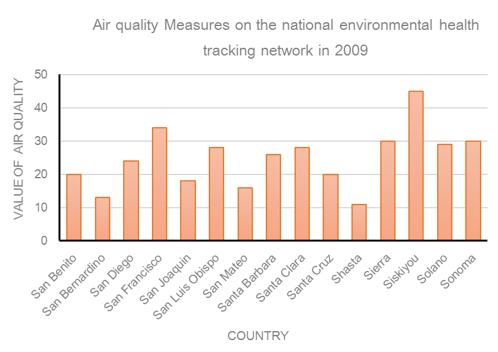 Air quality Measures on the national environmental health
tracking network in 2009
VALUE OF AIR QUALITY
50
40
30
20
10
0
San Benito
San Bernardino
San Diego
San Francisco
San Joaquin
San Luis Obispo
San Mateo
Santa Barbara
Santa Clara
Santa Cruz
Shasta
Sierra
Siskiyou
Solano
Sonoma
COUNTRY